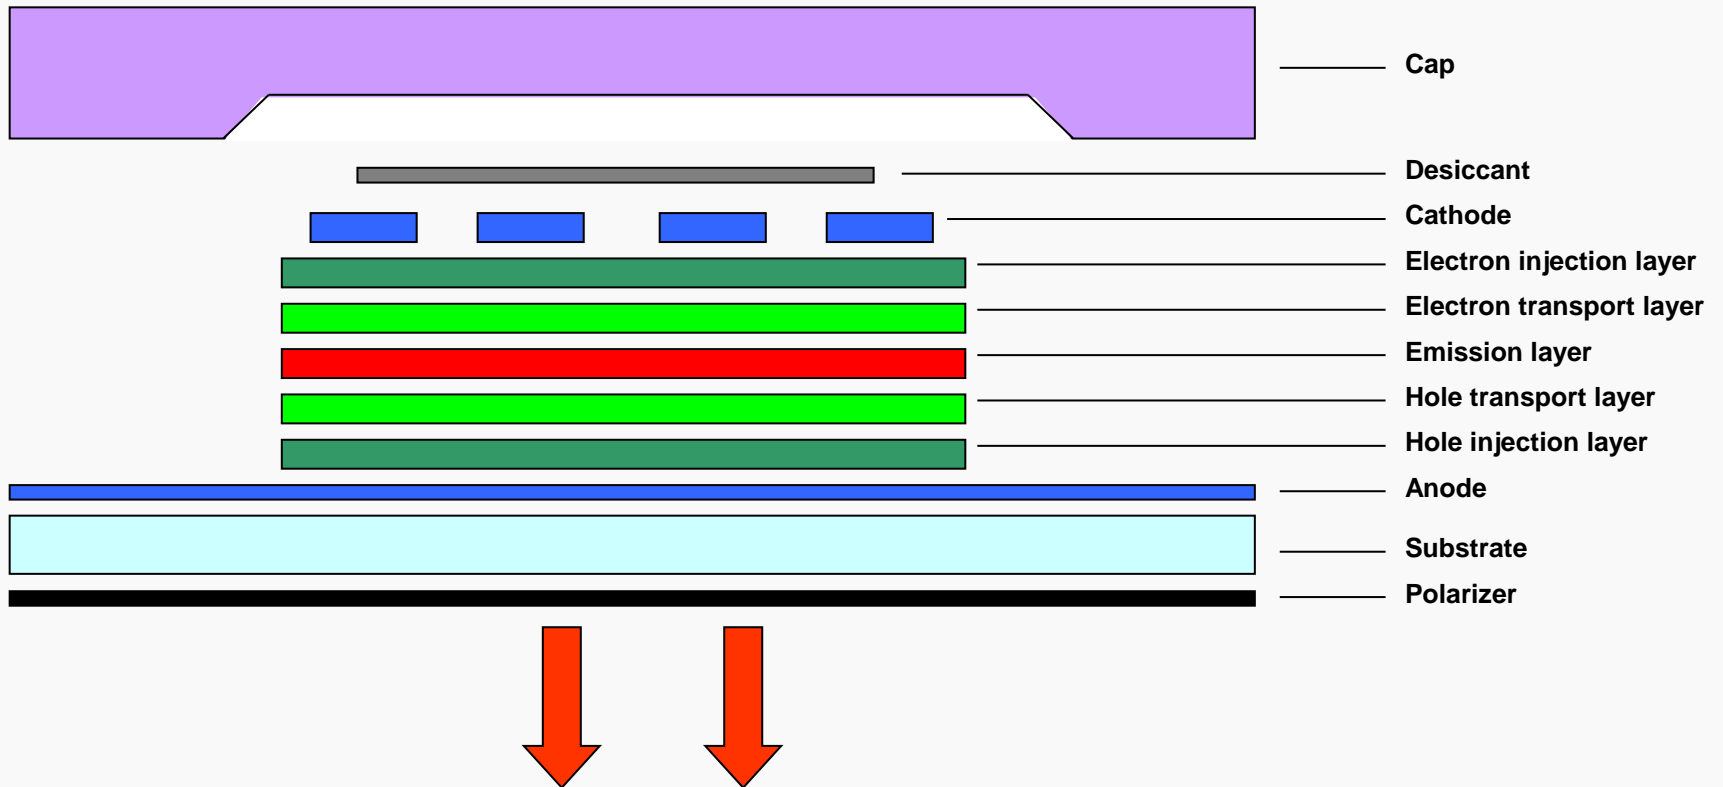 Cap
Desiccant
Cathode
Electron injection layer
Electron transport layer
Emission layer
Hole transport layer
Hole injection layer
Anode
Substrate
Polarizer